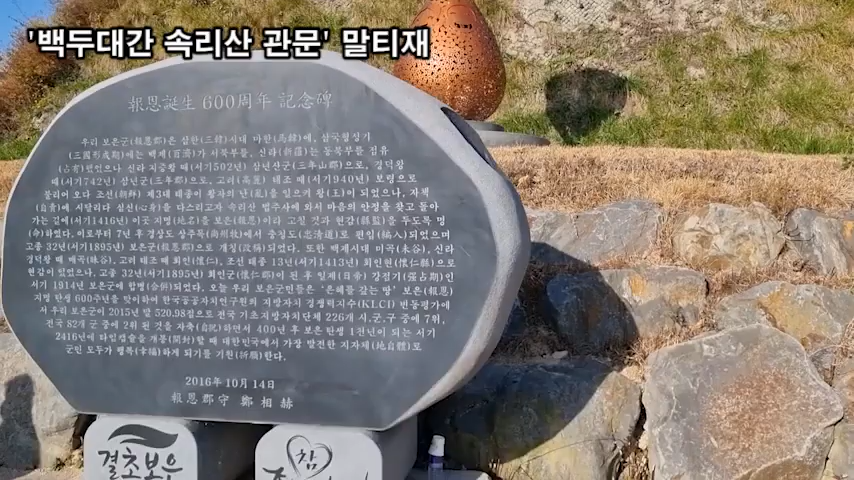 '백두대간 속리산 관문' 말티재
報恩誕生 600周年 記念碑
우리 보은군(報恩郡)은 삼한(三韓)시대 마한(馬韓)에, 삼국형성기
(三國形成期)에는 백제(百濟)가 서북부를, 신라(新羅)는 동북부를 점유
(占有)했었으나 신라 지증왕 때(서기502년) 삼년산군(三年山郡)으로, 경덕왕
때(서기742년) 삼년군(三年郡)으로, 고려(高麗) 태조 때(서기940년) 보령으로
불리어 오다 조선(朝鮮) 제3대 태종이 왕자의 난(亂)을 일으켜 왕(王)이 되었으나, 자책
(自責)에 시달리다 심신(心身)을 다스리고자 속리산 법주사에 와서 마음의 안정을 찾고 돌아
가는 길에(서기1416년) 이곳 지명(地名)을 보은(報恩)이라 고칠 것과 현감(縣監)을 두도록 명
(命)하였다. 이로부터 7년 후 경상도 상주목(尙州牧)에서 충청도(忠淸道)로 편입(編入)되었으며
고종 32년(서기1895년) 보은군(報恩郡)으로 개칭(改稱)되었다. 또한 백제시대 미곡(未谷), 신라
경덕왕 때 매곡(昧谷), 고려 태조 때 회인(懷仁), 조선 태종 13년(서기1413년) 회인현(懷仁縣)으로
현감이 있었으나, 고종 32년(서기1895년) 회인군(懷仁郡)이 된 후 일제(日帝) 강점기(强占期)인
서기 1914년 보은군에 합병(合倂)되었다. 오늘 우리 보은군민들은 '은혜를 갚는 땅' 보은(報恩)
지명 탄생 600주년을 맞이하여 한국공공자치연구원의 지방자치 경쟁력지수(KLCI) 변동평가에
서 우리 보은군이 2015년 말 520.98점으로 전국 기초지방자치단체 226개 시.군.구 중에 7위,
전국 82개 군 중에 2위 된 것을 자축(自祝)하면서 400년 후 보은 탄생 1천년이 되는 서기
2416년에 타임캡슐을 개봉(開封)할 때 대한민국에서 가장 발전한 지자체(地自體)로
군민 모두가 행복(幸福)하게 되기를 기원(祈願)한다.
2016年 10月 14日
報恩郡守 鄭相赫
결초보은
참